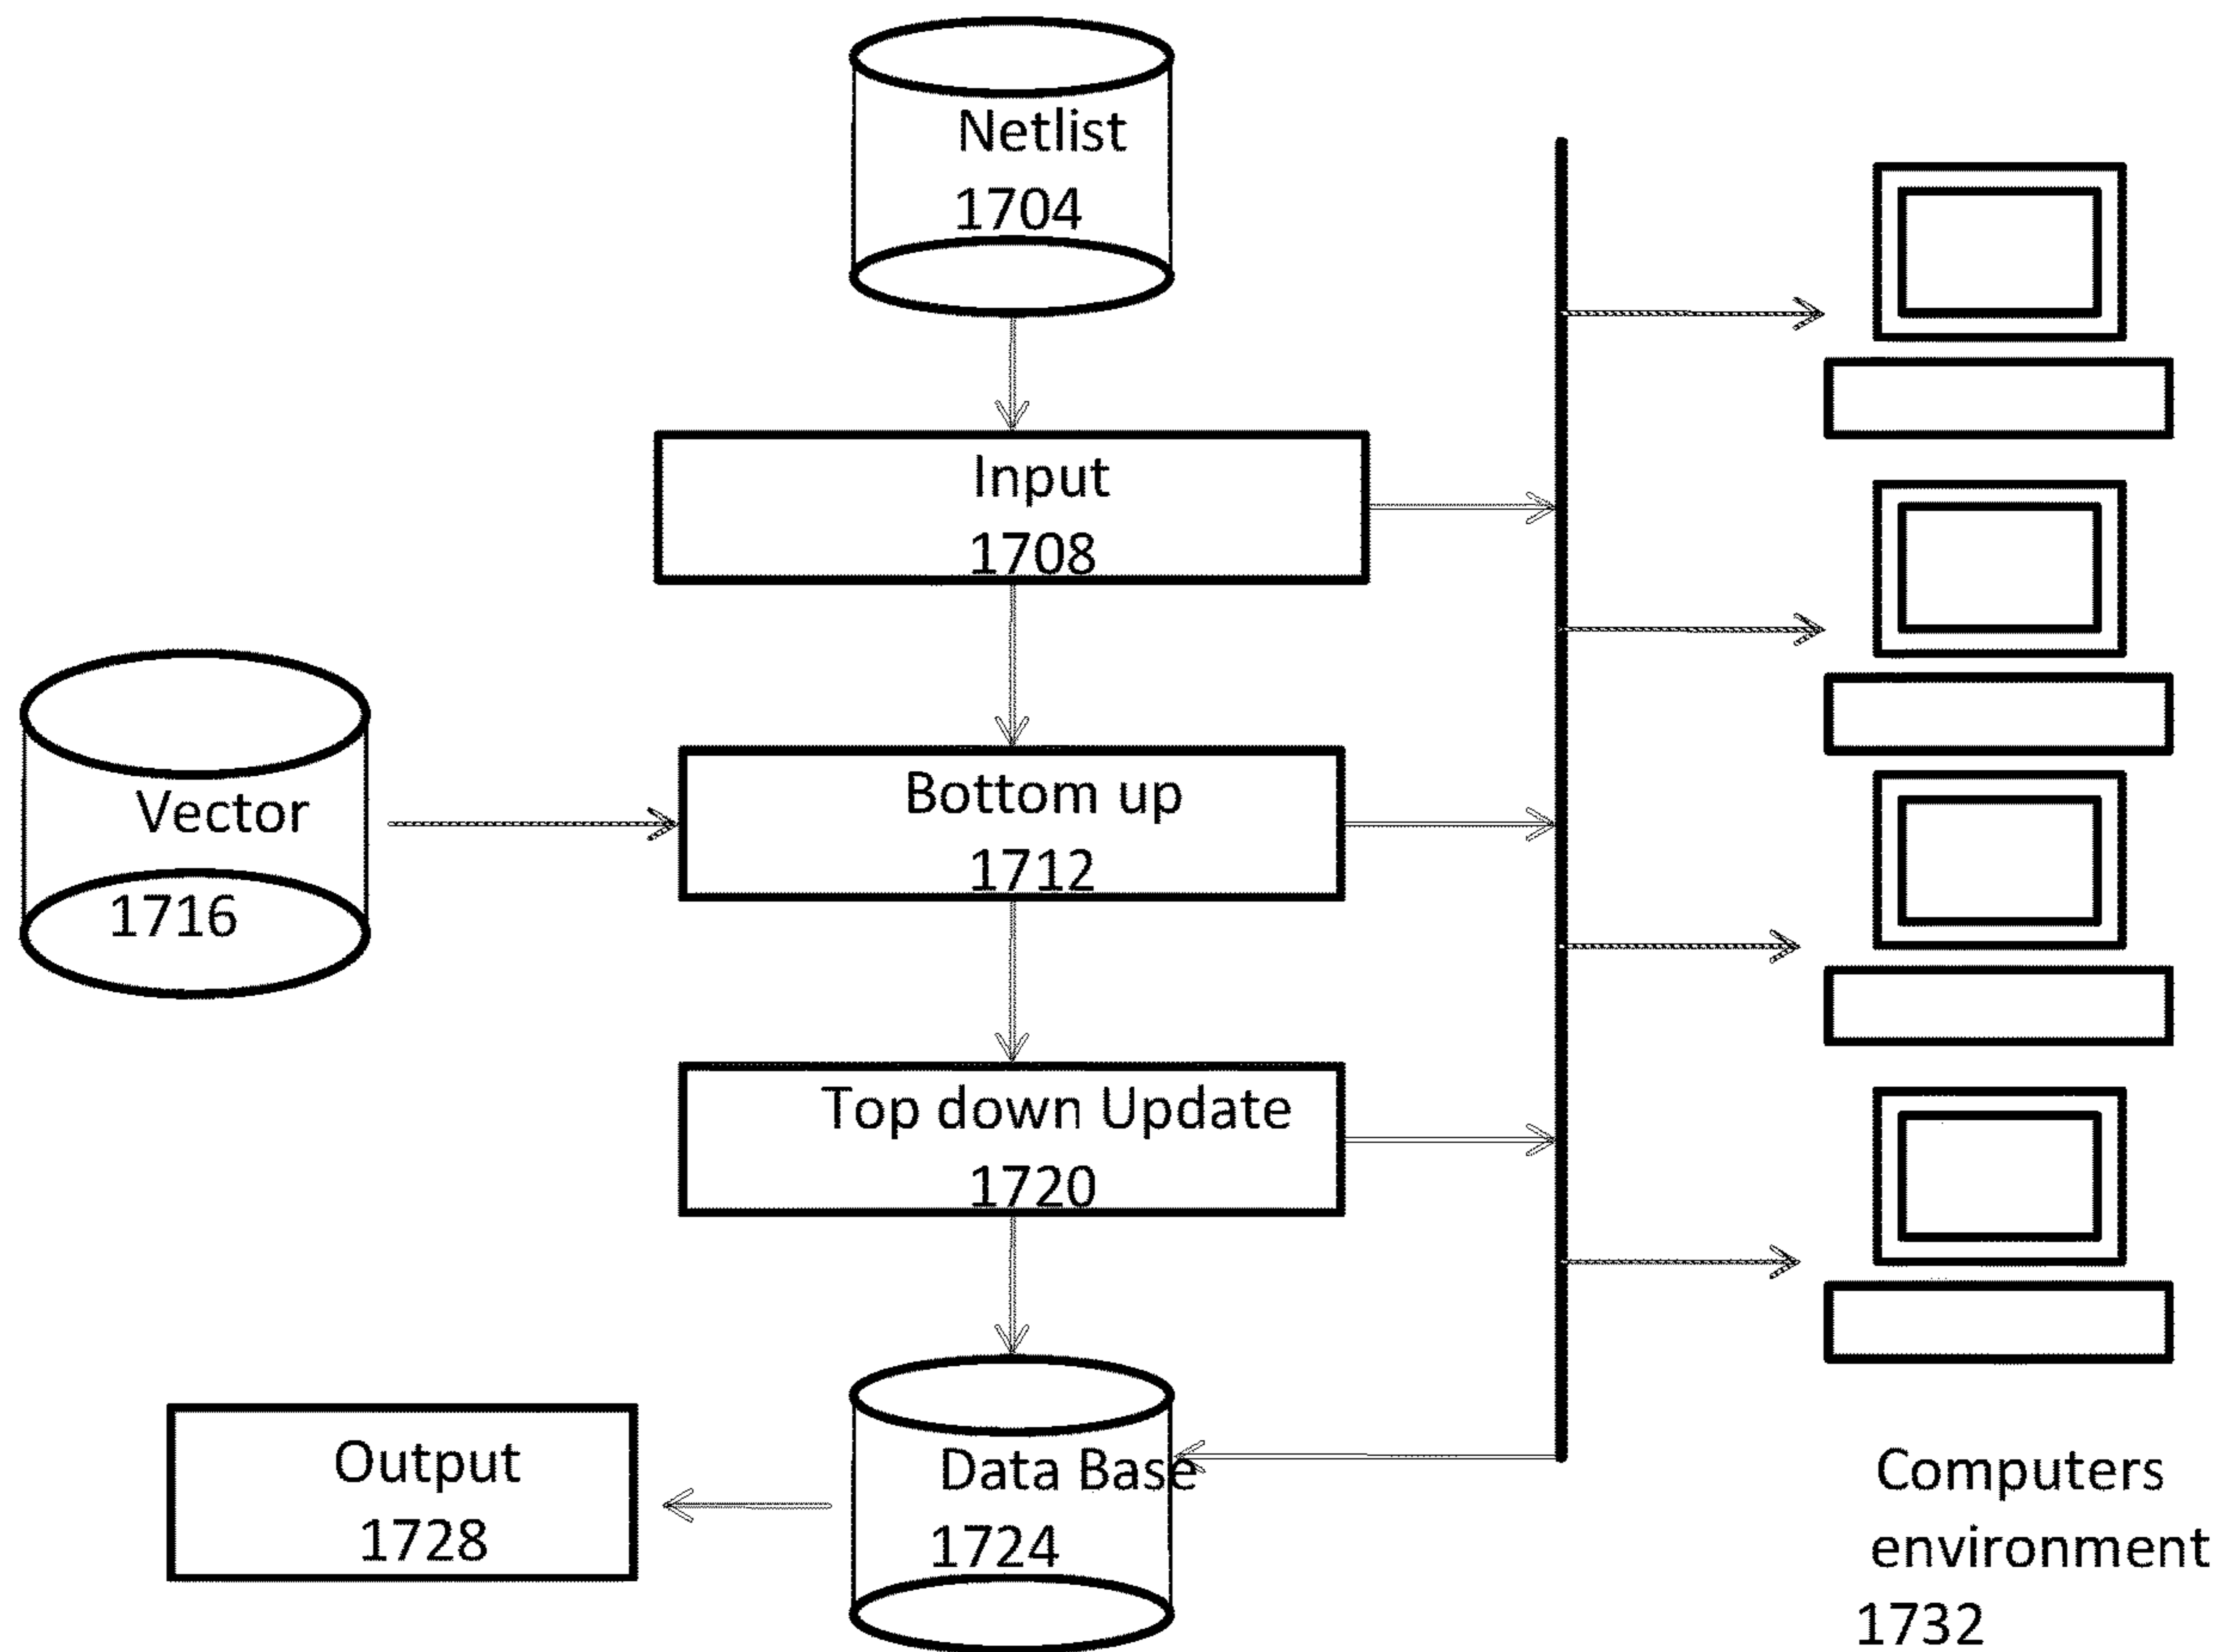 Netlist
1704
Input
1708
Vector
1716
Bottom up
1712
Top down Update
1720
Data Base
1724
Output
1728
Computers
environment
1732